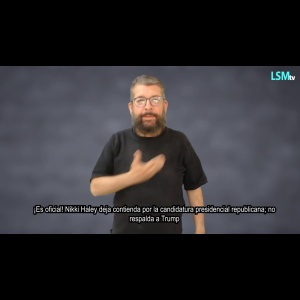 LSMtv
¡Es oficial! Nikki Haley deja contienda por la candidatura presidencial republicana; no
respalda a Trump